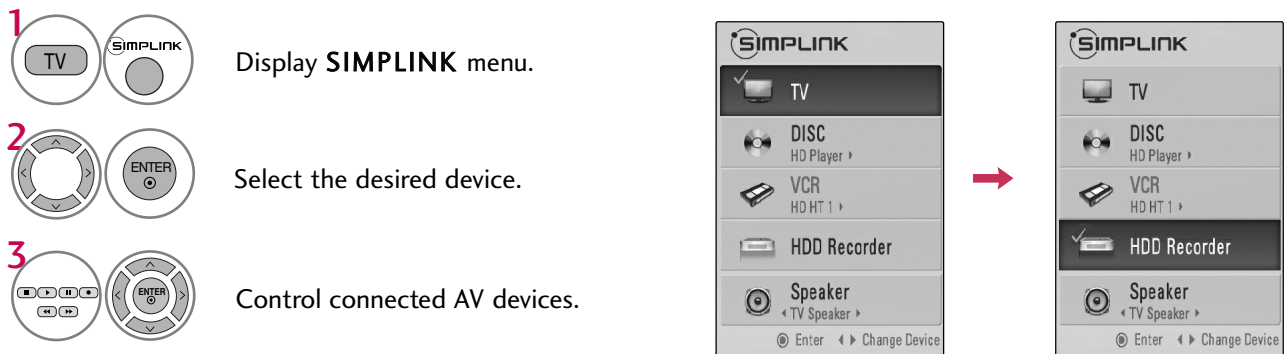 1
TV
SIMPLINK
Display SIMPLINK menu.
2
ENTER
Select the desired device.
3
ENTER
Control connected AV devices.
SIMPLINK
TV
DISC
HD Player
VCR
HD HT 1
HDD Recorder
Speaker
TV Speaker
Enter Change Device
SIMPLINK
TV
DISC
HD Player
VCR
HD HT 1
HDD Recorder
Speaker
TV Speaker
Enter Change Device